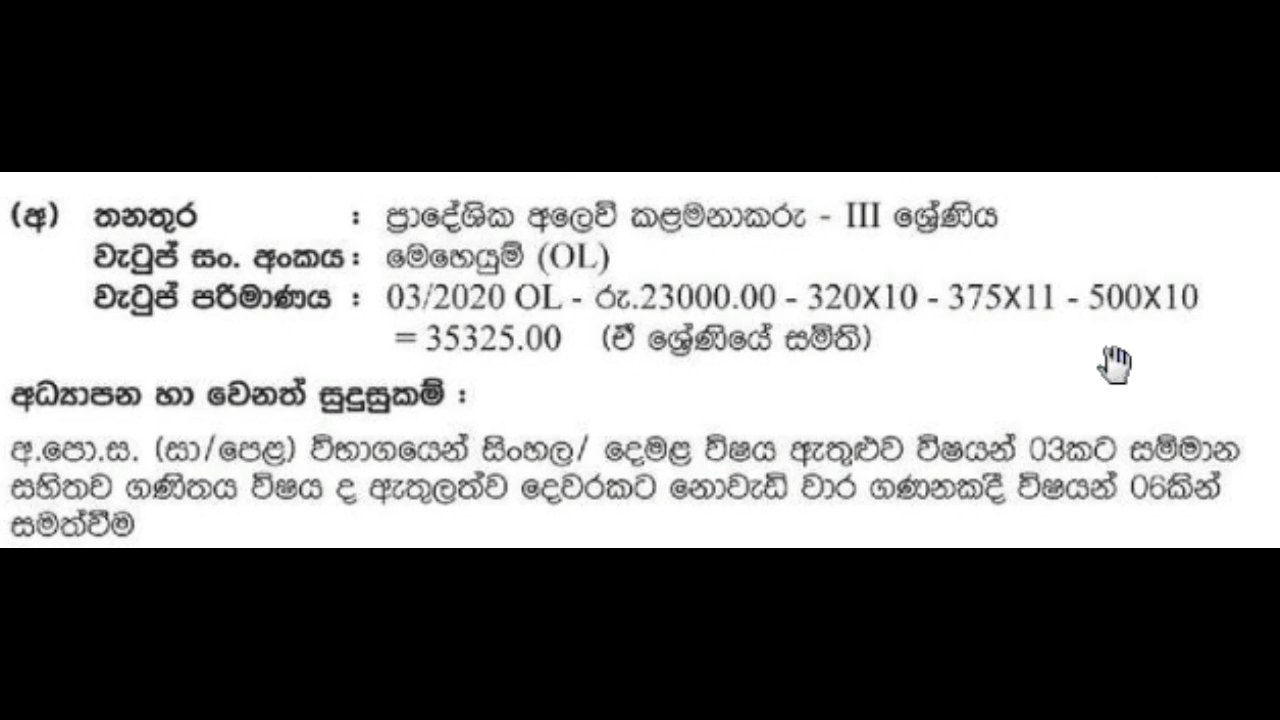 (අ) තනතුර : ප්‍රාදේශික අලෙවි කළමනාකරු - III ශ්‍රේණිය
වැටුප් සං. අංකය : මෙහෙයුම් (OL)
වැටුප් පරිමාණය : 03/2020 OL - රු.23000.00 - 320X10 - 375X11 - 500X10
= 35325.00 (ඒ ශ්‍රේණියේ සමිති)
අධ්‍යාපන හා වෙනත් සුදුසුකම් :
අ.පො.ස. (සා/පෙළ) විභාගයෙන් සිංහල/ දෙමළ විෂය ඇතුළුව විෂයන් 03කට සම්මාන
සහිතව ගණිතය විෂය ද ඇතුලත්ව දෙවරකට නොවැඩි වාර ගණනකදී විෂයන් 06කින්
සමත්වීම